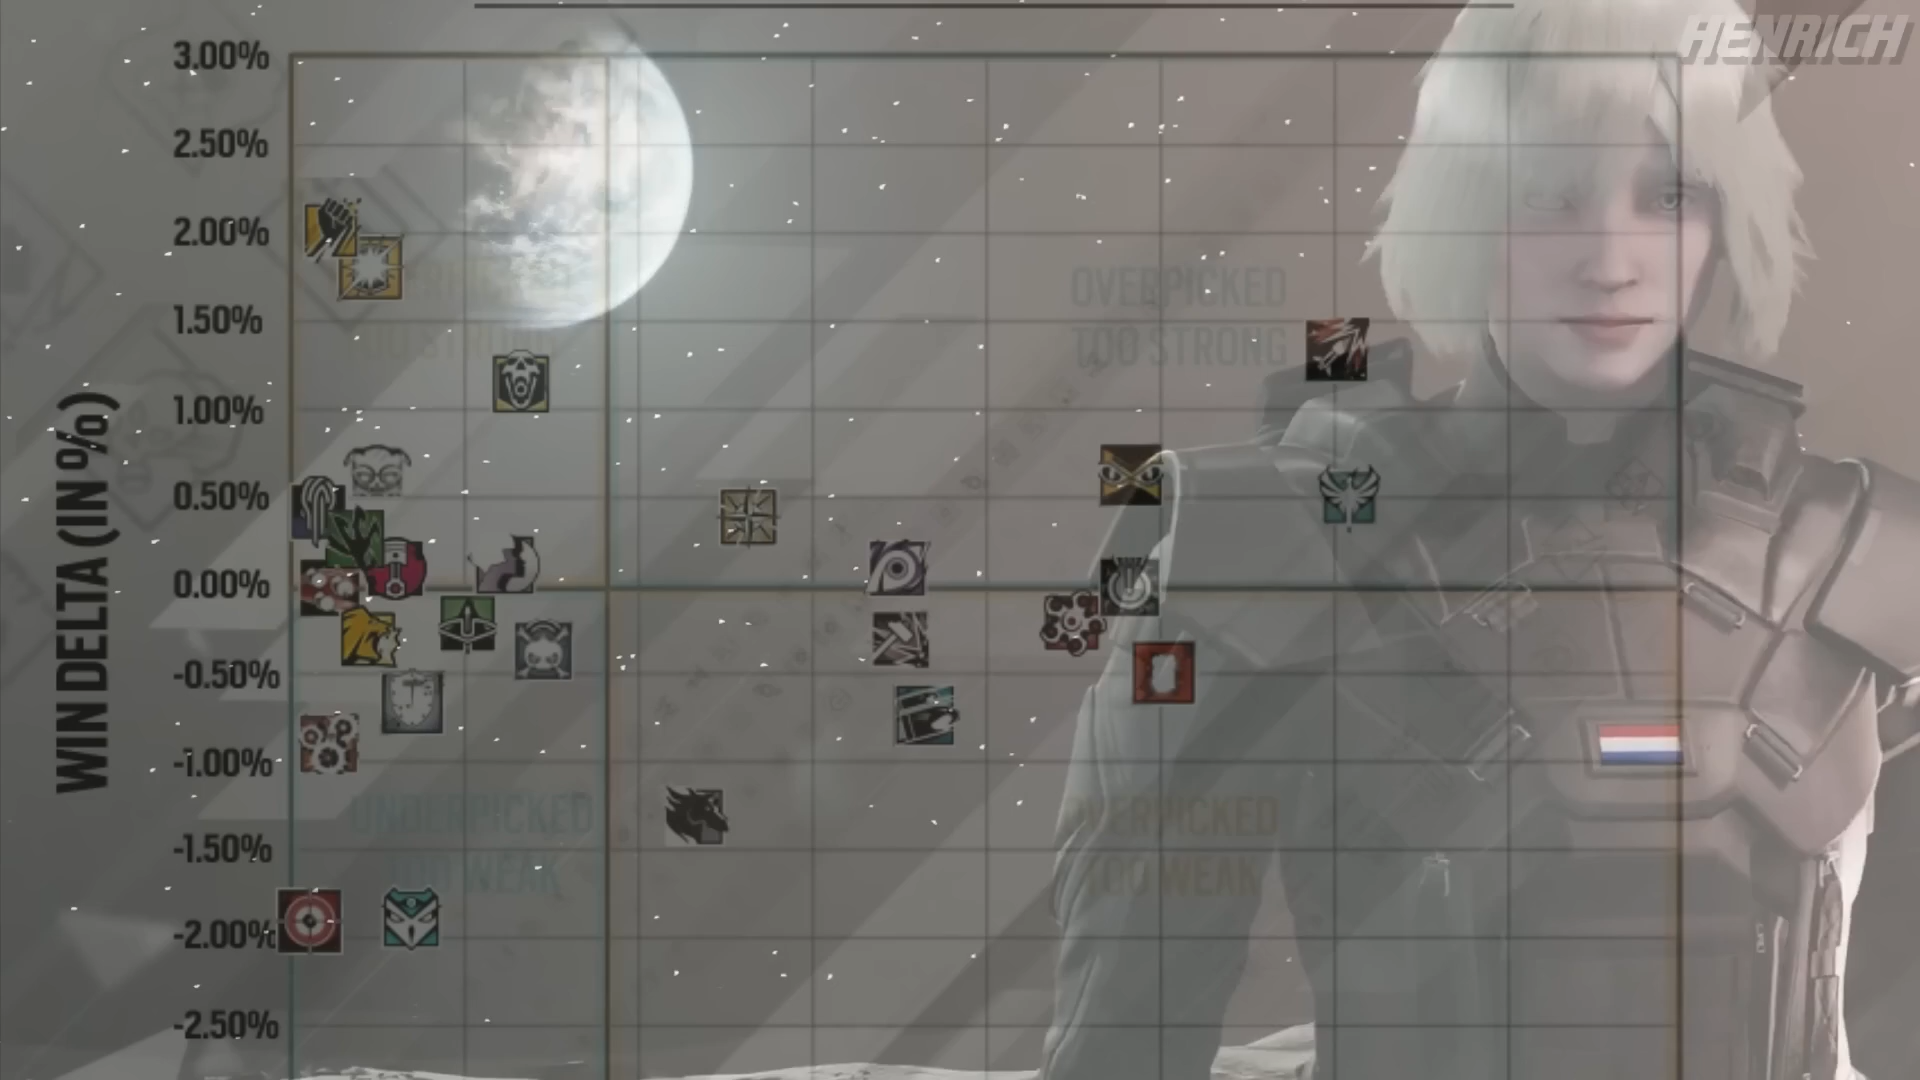 HENRICH
3.00%
2.50%
2.00%
1.50%
1.00%
0.50%
0.00%
-0.50%
-1.00%
-1.50%
-2.00%
-2.50%
WIN DELTA (IN %)
OVERPICKED
TOO STRONG
UNDERPICKED
TOO WEAK
OVERPICKED
TOO WEAK